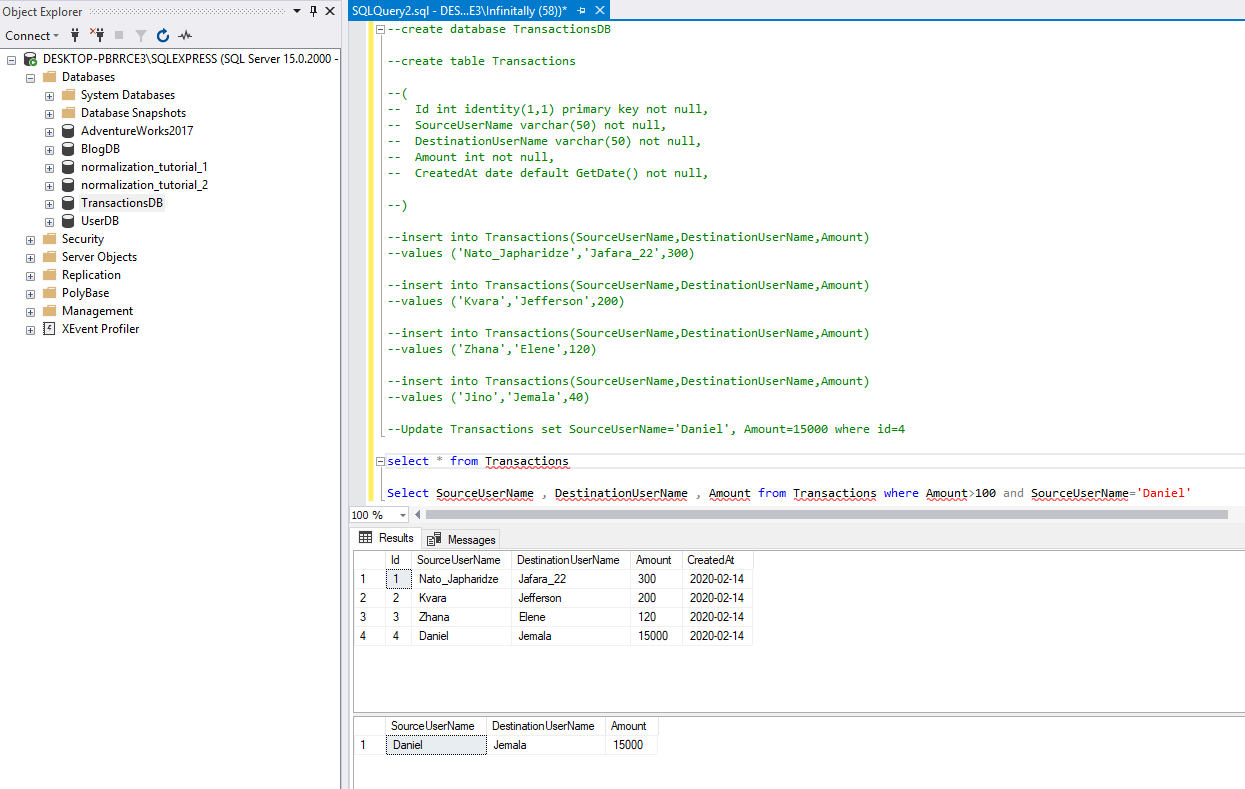 Object Explorer
Connect
DESKTOP-PBRRCE3\SQLEXPRESS (SQL Server 15.0.2000 -
Databases
System Databases
Database Snapshots
AdventureWorks2017
BlogDB
normalization_tutorial_1
normalization_tutorial_2
TransactionsDB
UserDB
Security
Server Objects
Replication
PolyBase
Management
XEvent Profiler
SQLQuery2.sql - DES...E3\Infinitally (58))*
--create database TransactionsDB
--create table Transactions
--(
--  Id int identity(1,1) primary key not null,
--  SourceUserName varchar(50) not null,
--  DestinationUserName varchar(50) not null,
--  Amount int not null,
--  CreatedAt date default GetDate() not null,
--)
--insert into Transactions(SourceUserName,DestinationUserName,Amount)
--values ('Nato_Japharidze','Jafara_22',300)
--insert into Transactions(SourceUserName,DestinationUserName,Amount)
--values ('Kvara','Jefferson',200)
--insert into Transactions(SourceUserName,DestinationUserName,Amount)
--values ('Zhana','Elene',120)
--insert into Transactions(SourceUserName,DestinationUserName,Amount)
--values ('Jino','Jemala',40)
--Update Transactions set SourceUserName='Daniel', Amount=15000 where id=4
select * from Transactions
Select SourceUserName , DestinationUserName , Amount from Transactions where Amount>100 and SourceUserName='Daniel'
100 %
Results Messages
Id SourceUserName DestinationUserName Amount CreatedAt
1 1 Nato_Japharidze Jafara_22 300 2020-02-14
2 2 Kvara Jefferson 200 2020-02-14
3 3 Zhana Elene 120 2020-02-14
4 4 Daniel Jemala 15000 2020-02-14
SourceUserName DestinationUserName Amount
1 Daniel Jemala 15000